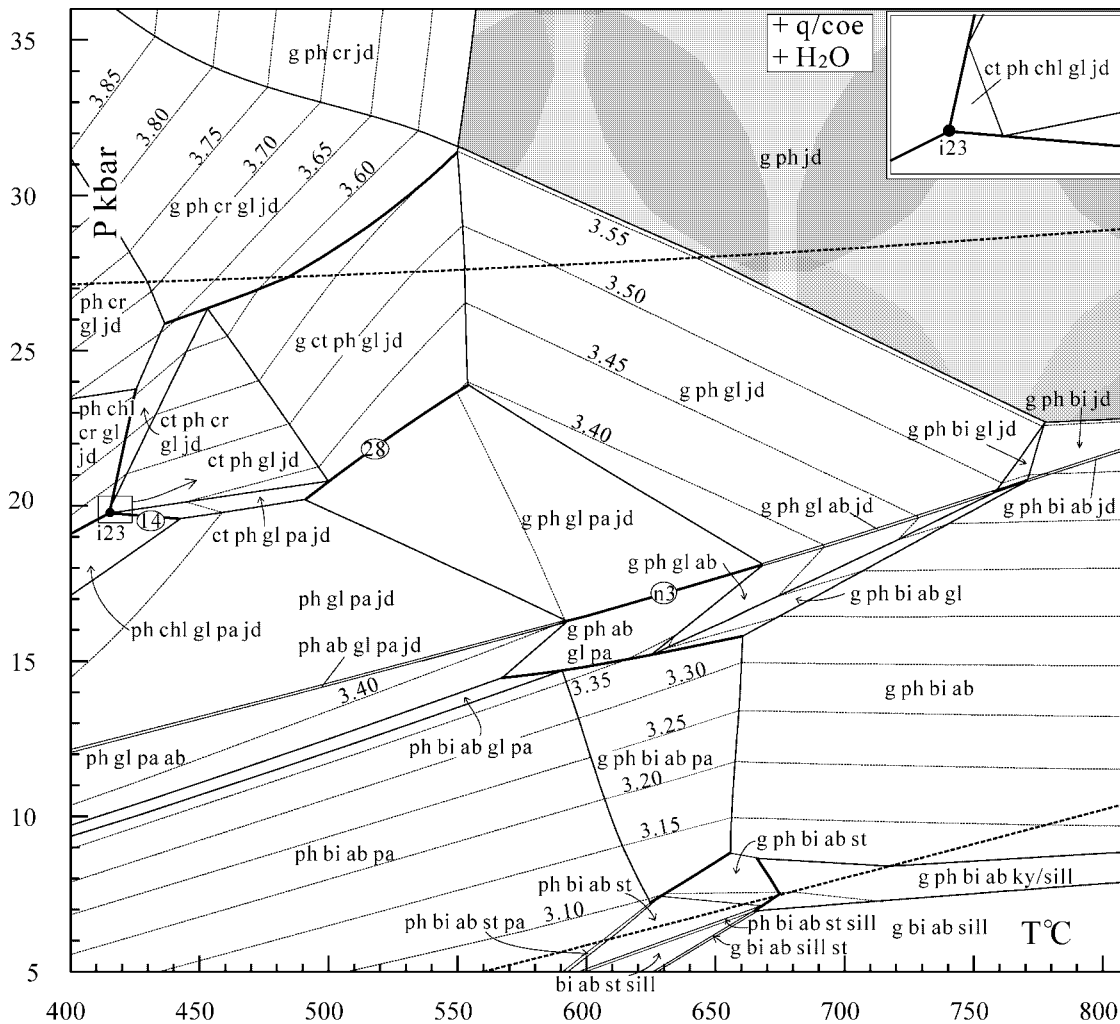 35
30
25
20
15
10
5
400
450
500
550
600
650
700
750
800
P kbar
T°C
+ q/coe
+ H₂O
ct ph chl gl jd
i23
g ph cr jd
3.85
3.80
3.75
3.70
3.65
3.60
g ph cr gl jd
g ph jd
3.55
ph cr
gl jd
3.50
g ct ph gl jd
3.45
g ph gl jd
g ph bi jd
ph chl
cr gl
jd
ct ph cr
gl jd
3.40
g ph bi gl jd
28
ct ph gl jd
i23
14
g ph gl pa jd
g ph gl ab jd
g ph bi ab jd
ct ph gl pa jd
g ph gl ab
n3
g ph bi ab gl
ph gl pa jd
ph chl gl pa jd
ph ab gl pa jd
g ph ab
gl pa
3.40
3.35
3.30
g ph bi ab
ph bi ab gl pa
3.25
ph gl pa ab
g ph bi ab pa
3.20
3.15
ph bi ab pa
g ph bi ab st
ph bi ab st
g ph bi ab ky/sill
3.10
ph bi ab st pa
ph bi ab st sill
g bi ab sill
g bi ab sill st
bi ab st sill